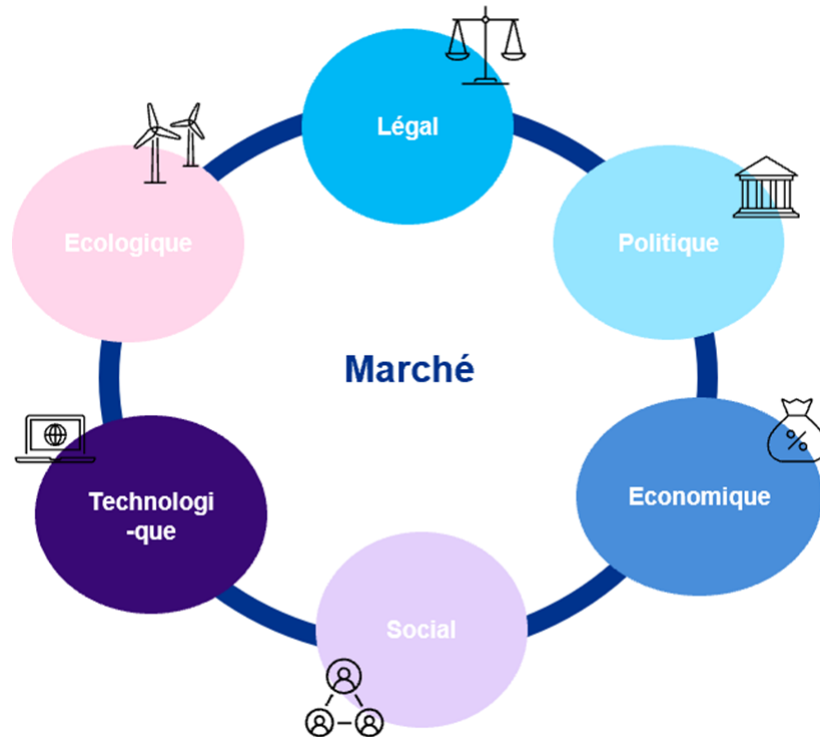 Légal
Ecologique
Politique
Marché
Technologi
-que
Economique
Social